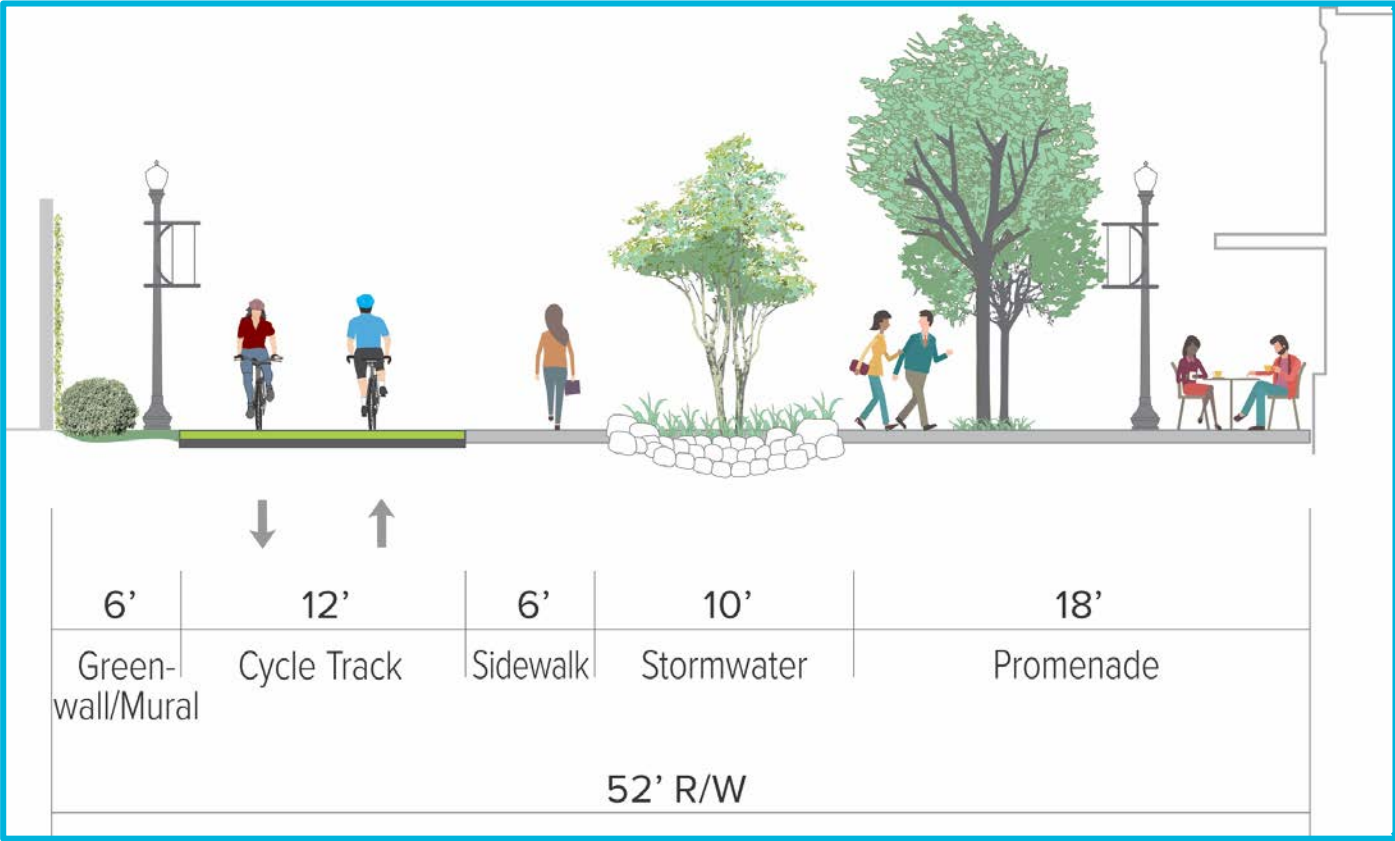 6’ 12’ 6’ 10’ 18’
Green-
wall/Mural
Cycle Track
Sidewalk
Stormwater
Promenade
52’ R/W